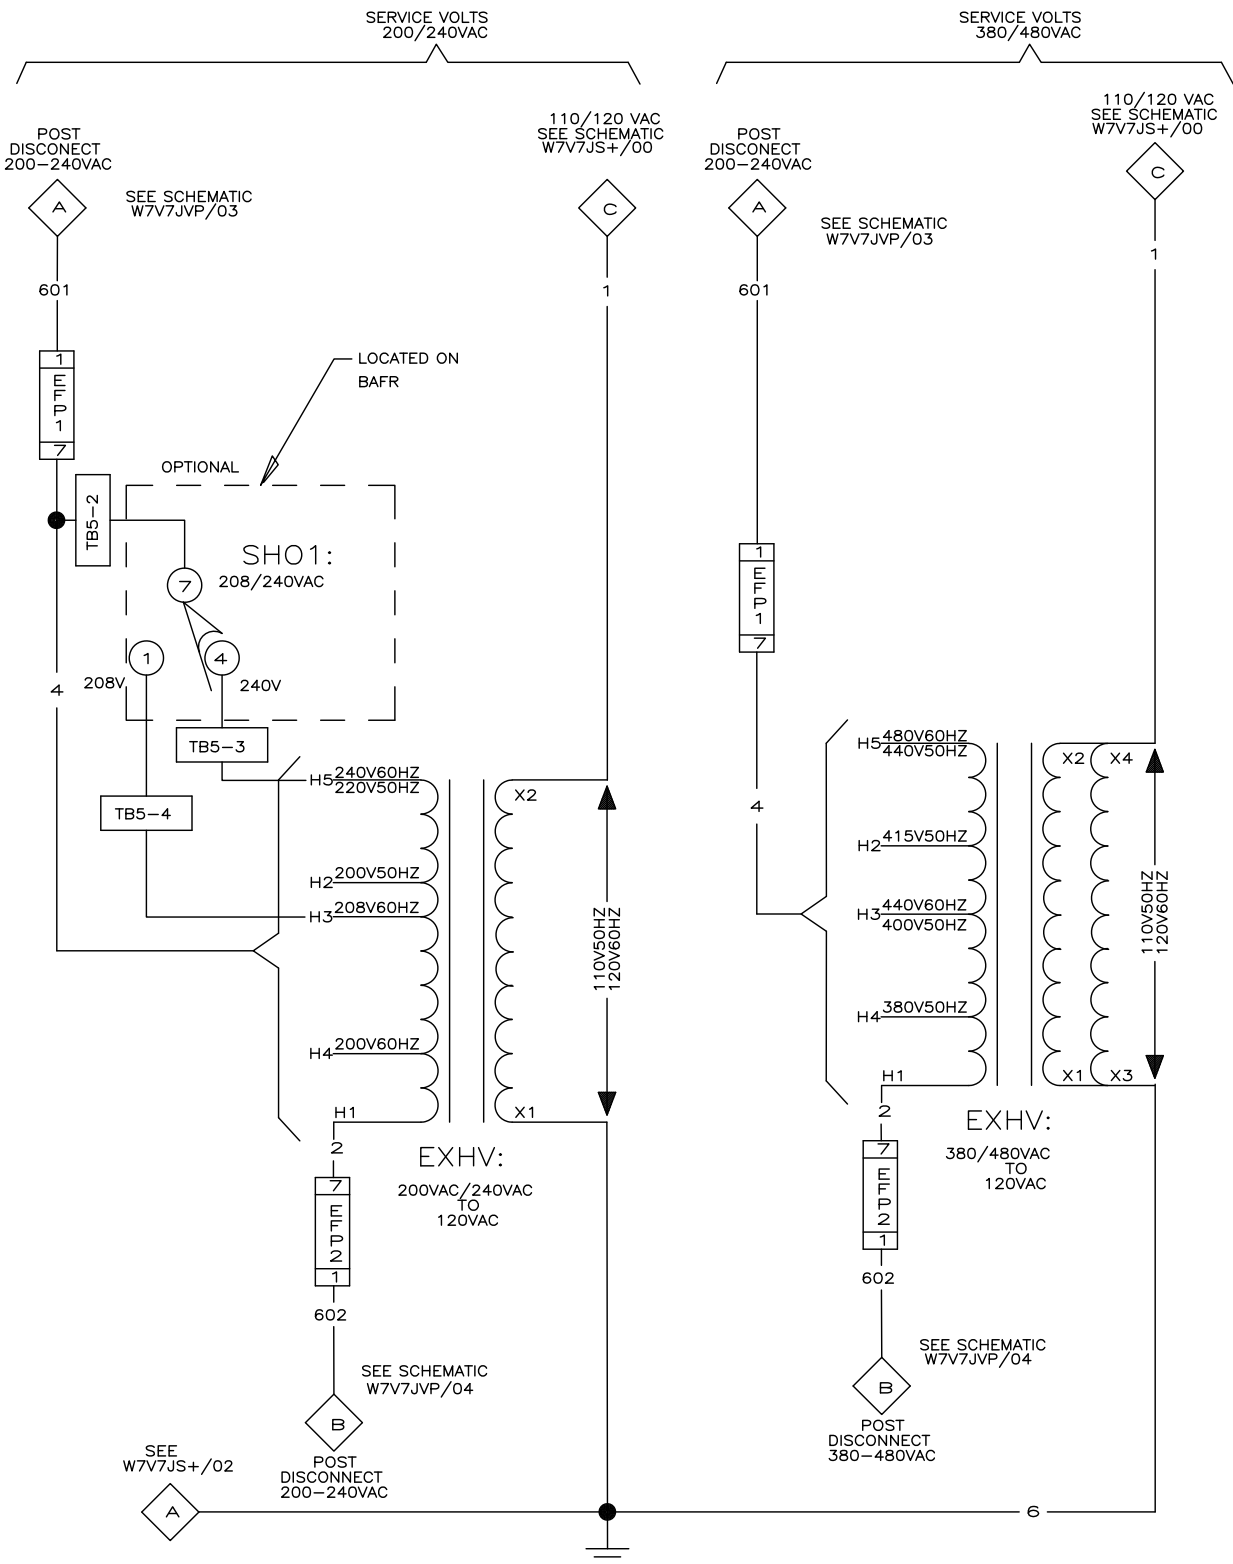 SERVICE VOLTS
200/240VAC
POST
DISCONECT
200-240VAC
A
SEE SCHEMATIC
W7V7JVP/03
110/120 VAC
SEE SCHEMATIC
W7V7JS+/00
C
601
1
1
EFP1
7
LOCATED ON
BAFR
OPTIONAL
TB5-2
SHO1:
208/240VAC
7
1
4
208V
240V
4
TB5-3
TB5-4
H5
240V60HZ
220V50HZ
H2
200V50HZ
H3
208V60HZ
H4
200V60HZ
H1
X2
X1
110V50HZ
120V60HZ
2
EXHV:
200VAC/240VAC
TO
120VAC
7
EFP2
1
602
SEE SCHEMATIC
W7V7JVP/04
B
POST
DISCONNECT
200-240VAC
SEE
W7V7JS+/02
A
SERVICE VOLTS
380/480VAC
POST
DISCONECT
200-240VAC
A
SEE SCHEMATIC
W7V7JVP/03
110/120 VAC
SEE SCHEMATIC
W7V7JS+/00
C
601
1
1
EFP1
7
4
H5
480V60HZ
440V50HZ
H2
415V50HZ
H3
440V60HZ
400V50HZ
H4
380V50HZ
H1
X2
X4
X1
X3
110V50HZ
120V60HZ
2
EXHV:
380/480VAC
TO
120VAC
7
EFP2
1
602
SEE SCHEMATIC
W7V7JVP/04
B
POST
DISCONNECT
380-480VAC
6